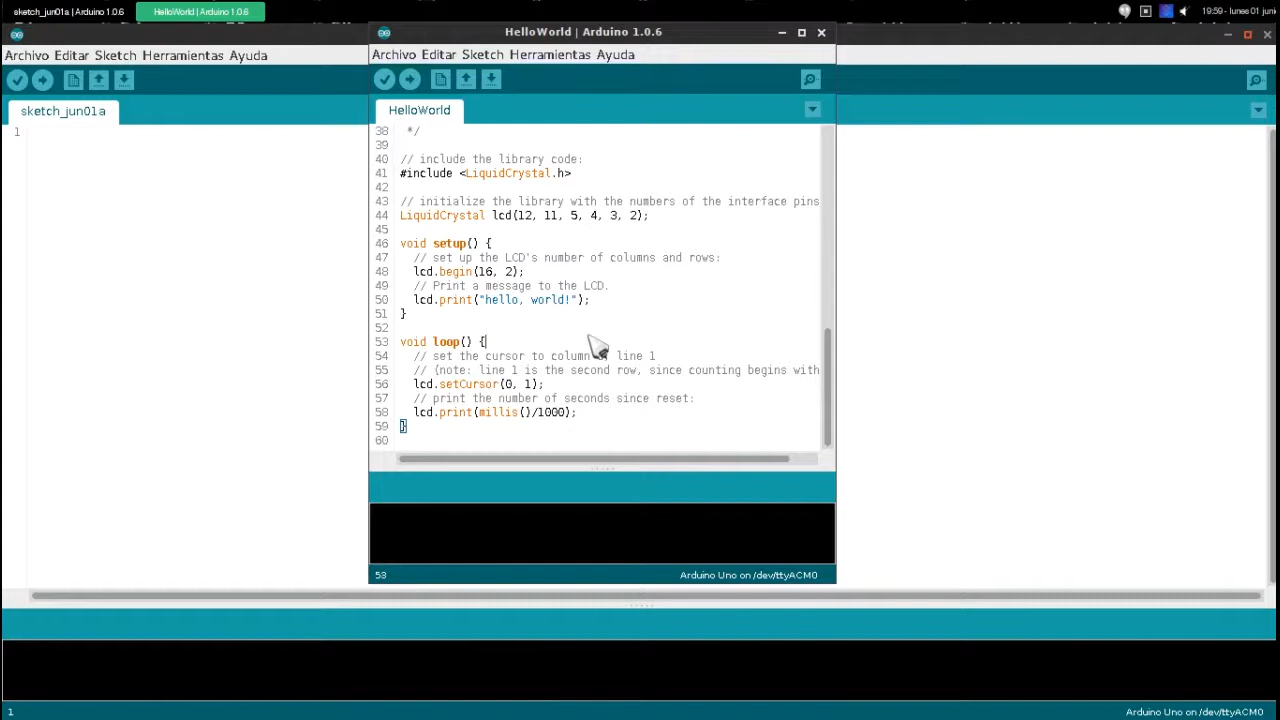 sketch_jun01a | Arduino 1.0.6
HelloWorld | Arduino 1.0.6
19:59 - lunes 01 juni
HelloWorld | Arduino 1.0.6
Archivo Editar Sketch Herramientas Ayuda
Archivo Editar Sketch Herramientas Ayuda
sketch_jun01a
HelloWorld
1
38 */
39
40 // include the library code:
41 #include <LiquidCrystal.h>
42
43 // initialize the library with the numbers of the interface pins
44 LiquidCrystal lcd(12, 11, 5, 4, 3, 2);
45
46 void setup() {
47 // set up the LCD's number of columns and rows:
48 lcd.begin(16, 2);
49 // Print a message to the LCD.
50 lcd.print("hello, world!");
51 }
52
53 void loop() {
54 // set the cursor to column line 1
55 // (note: line 1 is the second row, since counting begins with
56 lcd.setCursor(0, 1);
57 // print the number of seconds since reset:
58 lcd.print(millis()/1000);
59 }
60
53
Arduino Uno on /dev/ttyACM0
1
Arduino Uno on /dev/ttyACM0